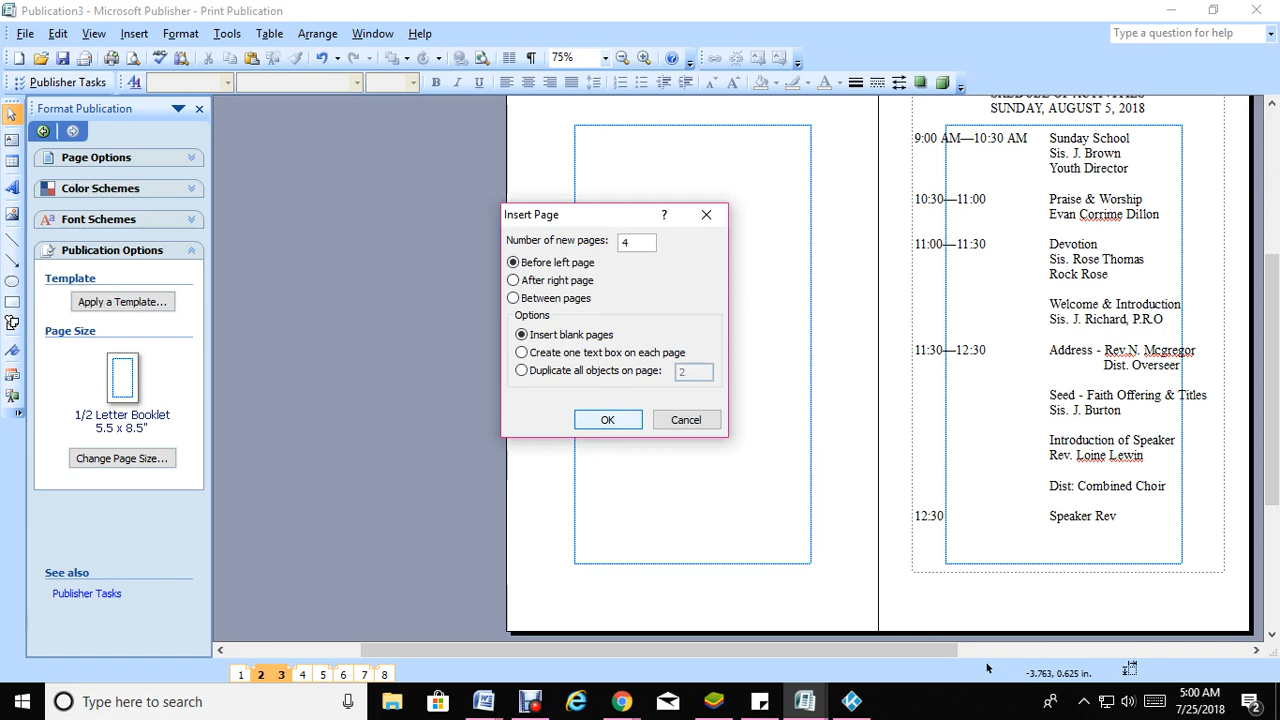 Publication3 - Microsoft Publisher - Print Publication
File Edit View Insert Format Tools Table Arrange Window Help
Type a question for help
75%
Publisher Tasks
B I U
Format Publication
Page Options
Color Schemes
Font Schemes
Publication Options
Template
Apply a Template...
Page Size
1/2 Letter Booklet
5.5 x 8.5"
Change Page Size...
See also
Publisher Tasks
SUNDAY, AUGUST 5, 2018
9:00 AM—10:30 AM Sunday School
Sis. J. Brown
Youth Director
10:30—11:00 Praise & Worship
Evan Corrime Dillon
11:00—11:30 Devotion
Sis. Rose Thomas
Rock Rose
Welcome & Introduction
Sis. J. Richard, P.R.O
11:30—12:30 Address - Rev.N. Mcgregor
Dist. Overseer
Seed - Faith Offering & Titles
Sis. J. Burton
Introduction of Speaker
Rev. Loine Lewin
Dist: Combined Choir
12:30 Speaker Rev
Insert Page
Number of new pages: 4
Before left page
After right page
Between pages
Options
Insert blank pages
Create one text box on each page
Duplicate all objects on page: 2
OK Cancel
1 2 3 4 5 6 7 8
-3.763, 0.625 in.
Type here to search
5:00 AM
7/25/2018
2